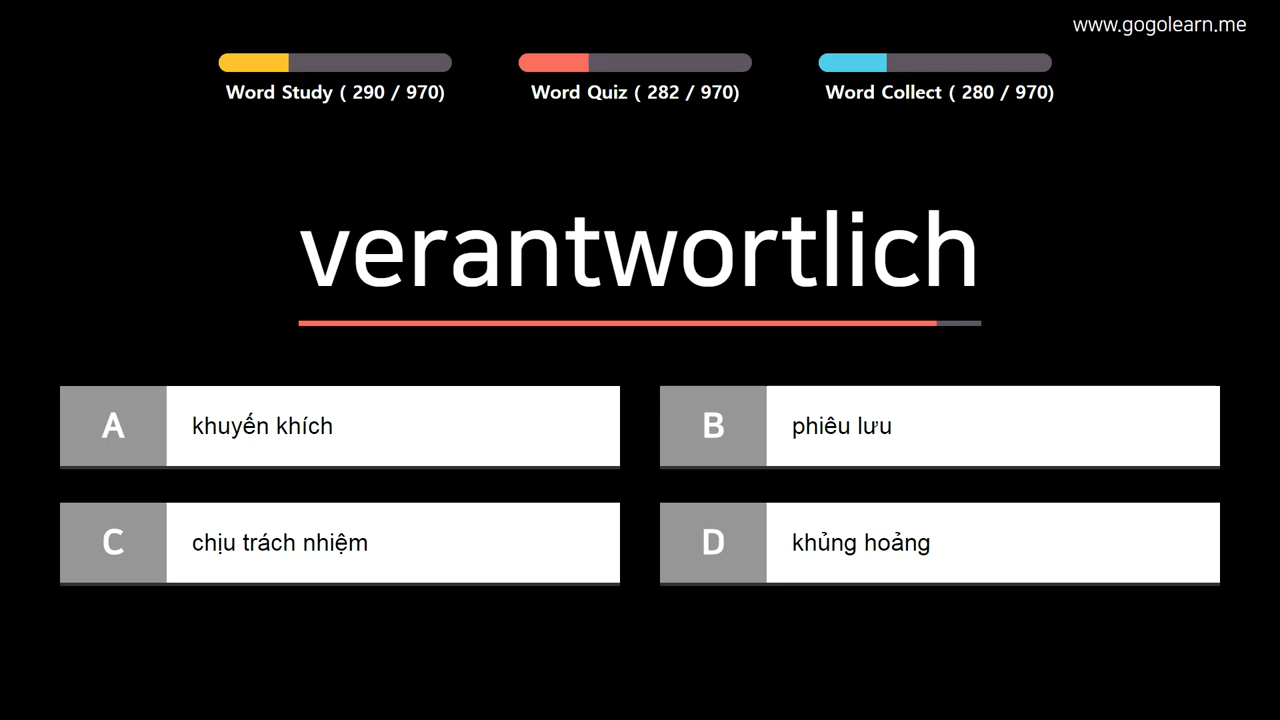 www.gogolearn.me
Word Study ( 290 / 970)
Word Quiz ( 282 / 970)
Word Collect ( 280 / 970)
verantwortlich
A
khuyến khích
B
phiêu lưu
C
chịu trách nhiệm
D
khủng hoảng